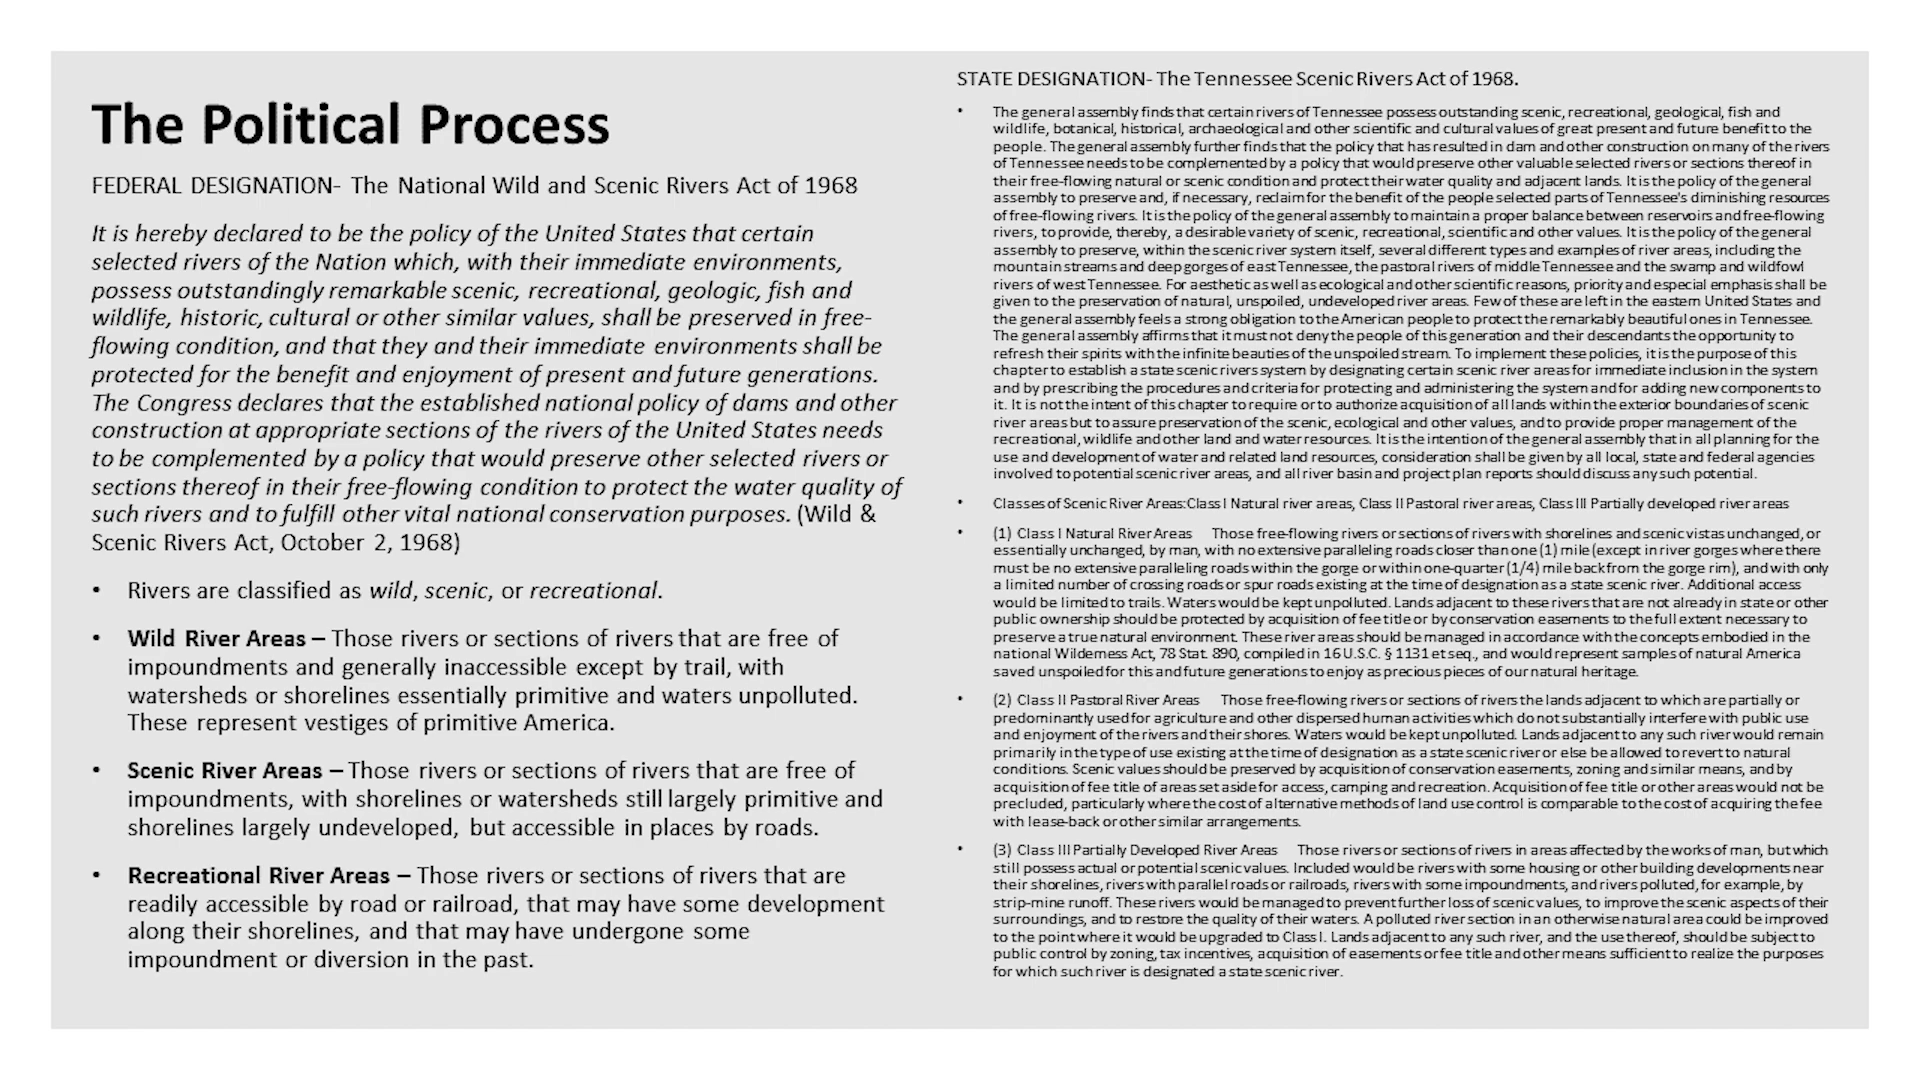 The Political Process
FEDERAL DESIGNATION- The National Wild and Scenic Rivers Act of 1968
It is hereby declared to be the policy of the United States that certain
selected rivers of the Nation which, with their immediate environments,
possess outstandingly remarkable scenic, recreational, geologic, fish and
wildlife, historic, cultural or other similar values, shall be preserved in free-
flowing condition, and that they and their immediate environments shall be
protected for the benefit and enjoyment of present and future generations.
The Congress declares that the established national policy of dams and other
construction at appropriate sections of the rivers of the United States needs
to be complemented by a policy that would preserve other selected rivers or
sections thereof in their free-flowing condition to protect the water quality of
such rivers and to fulfill other vital national conservation purposes. (Wild &
Scenic Rivers Act, October 2, 1968)
• Rivers are classified as wild, scenic, or recreational.
• Wild River Areas – Those rivers or sections of rivers that are free of
impoundments and generally inaccessible except by trail, with
watersheds or shorelines essentially primitive and waters unpolluted.
These represent vestiges of primitive America.
• Scenic River Areas – Those rivers or sections of rivers that are free of
impoundments, with shorelines or watersheds still largely primitive and
shorelines largely undeveloped, but accessible in places by roads.
• Recreational River Areas – Those rivers or sections of rivers that are
readily accessible by road or railroad, that may have some development
along their shorelines, and that may have undergone some
impoundment or diversion in the past.
STATE DESIGNATION- The Tennessee Scenic Rivers Act of 1968.
• The general assembly finds that certain rivers of Tennessee possess outstanding scenic, recreational, geological, fish and
wildlife, botanical, historical, archaeological and other scientific and cultural values of great present and future benefit to the
people. The general assembly further finds that the policy that has resulted in dam and other construction on many of the rivers
of Tennessee needs to be complemented by a policy that would preserve other valuable selected rivers or sections thereof in
their free-flowing natural or scenic condition and protect their water quality and adjacent lands. It is the policy of the general
assembly to preserve and, if necessary, reclaim for the benefit of the people selected parts of Tennessee's diminishing resources
of free-flowing rivers. It is the policy of the general assembly to maintain a proper balance between reservoirs and free-flowing
rivers, to provide, thereby, a desirable variety of scenic, recreational, scientific and other values. It is the policy of the general
assembly to preserve, within the scenic river system itself, several different types and examples of river areas, including the
mountain streams and deep gorges of east Tennessee, the pastoral rivers of middle Tennessee and the swamp and wildfowl
rivers of west Tennessee. For aesthetic as well as ecological and other scientific reasons, priority and especial emphasis shall be
given to the preservation of natural, unspoiled, undeveloped river areas. Few of these are left in the eastern United States and
the general assembly feels a strong obligation to the American people to protect the remarkably beautiful ones in Tennessee.
The general assembly affirms that it must not deny the people of this generation and their descendants the opportunity to
refresh their spirits with the infinite beauties of the unspoiled stream. To implement these policies, it is the purpose of this
chapter to establish a state scenic rivers system by designating certain scenic river areas for immediate inclusion in the system
and by prescribing the procedures and criteria for protecting and administering the system and for adding new components to
it. It is not the intent of this chapter to require or to authorize acquisition of all lands within the exterior boundaries of scenic
river areas but to assure preservation of the scenic, ecological and other values, and to provide proper management of the
recreational, wildlife and other land and water resources. It is the intention of the general assembly that in all planning for the
use and development of water and related land resources, consideration shall be given by all local, state and federal agencies
involved to potential scenic river areas, and all river basin and project plan reports should discuss any such potential.
• Classes of Scenic River Areas:Class I Natural river areas, Class II Pastoral river areas, Class III Partially developed river areas
• (1) Class I Natural River Areas Those free-flowing rivers or sections of rivers with shorelines and scenic vistas unchanged, or
essentially unchanged, by man, with no extensive paralleling roads closer than one (1) mile (except in river gorges where there
must be no extensive paralleling roads within the gorge or within one-quarter (1/4) mile back from the gorge rim), and with only
a limited number of crossing roads or spur roads existing at the time of designation as a state scenic river. Additional access
would be limited to trails. Waters would be kept unpolluted. Lands adjacent to these rivers that are not already in state or other
public ownership should be protected by acquisition of fee title or by conservation easements to the full extent necessary to
preserve a true natural environment. These river areas should be managed in accordance with the concepts embodied in the
national Wilderness Act, 78 Stat. 890, compiled in 16 U.S.C. § 1131 et seq., and would represent samples of natural America
saved unspoiled for this and future generations to enjoy as precious pieces of our natural heritage.
• (2) Class II Pastoral River Areas Those free-flowing rivers or sections of rivers the lands adjacent to which are partially or
predominantly used for agriculture and other dispersed human activities which do not substantially interfere with public use
and enjoyment of the rivers and their shores. Waters would be kept unpolluted. Lands adjacent to any such river would remain
primarily in the type of use existing at the time of designation as a state scenic river or else be allowed to revert to natural
conditions. Scenic values should be preserved by acquisition of conservation easements, zoning and similar means, and by
acquisition of fee title of areas set aside for access, camping and recreation. Acquisition of fee title or other areas would not be
precluded, particularly where the cost of alternative methods of land use control is comparable to the cost of acquiring the fee
with lease-back or other similar arrangements.
• (3) Class III Partially Developed River Areas Those rivers or sections of rivers in areas affected by the works of man, but which
still possess actual or potential scenic values. Included would be rivers with some housing or other building developments near
their shorelines, rivers with parallel roads or railroads, rivers with some impoundments, and rivers polluted, for example, by
strip-mine runoff. These rivers would be managed to prevent further loss of scenic values, to improve the scenic aspects of their
surroundings, and to restore the quality of their waters. A polluted river section in an otherwise natural area could be improved
to the point where it would be upgraded to Class I. Lands adjacent to any such river, and the use thereof, should be subject to
public control by zoning, tax incentives, acquisition of easements or fee title and other means sufficient to realize the purposes
for which such river is designated a state scenic river.